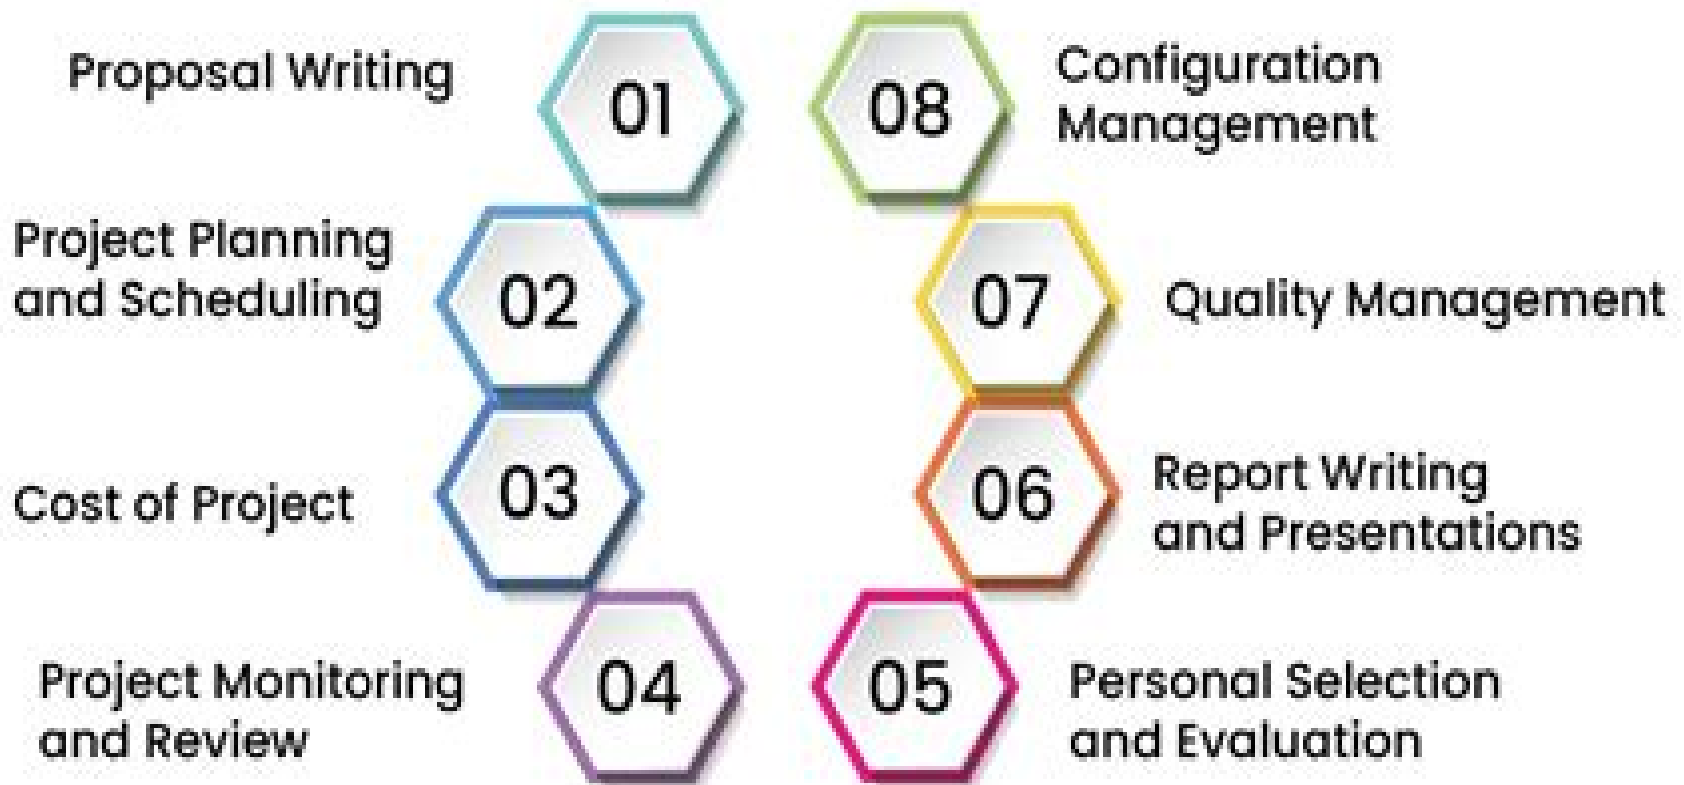 Proposal Writing
01
08
Configuration
Management
Project Planning
and Scheduling
02
07
Quality Management
Cost of Project
03
06
Report Writing
and Presentations
Project Monitoring
and Review
04
05
Personal Selection
and Evaluation